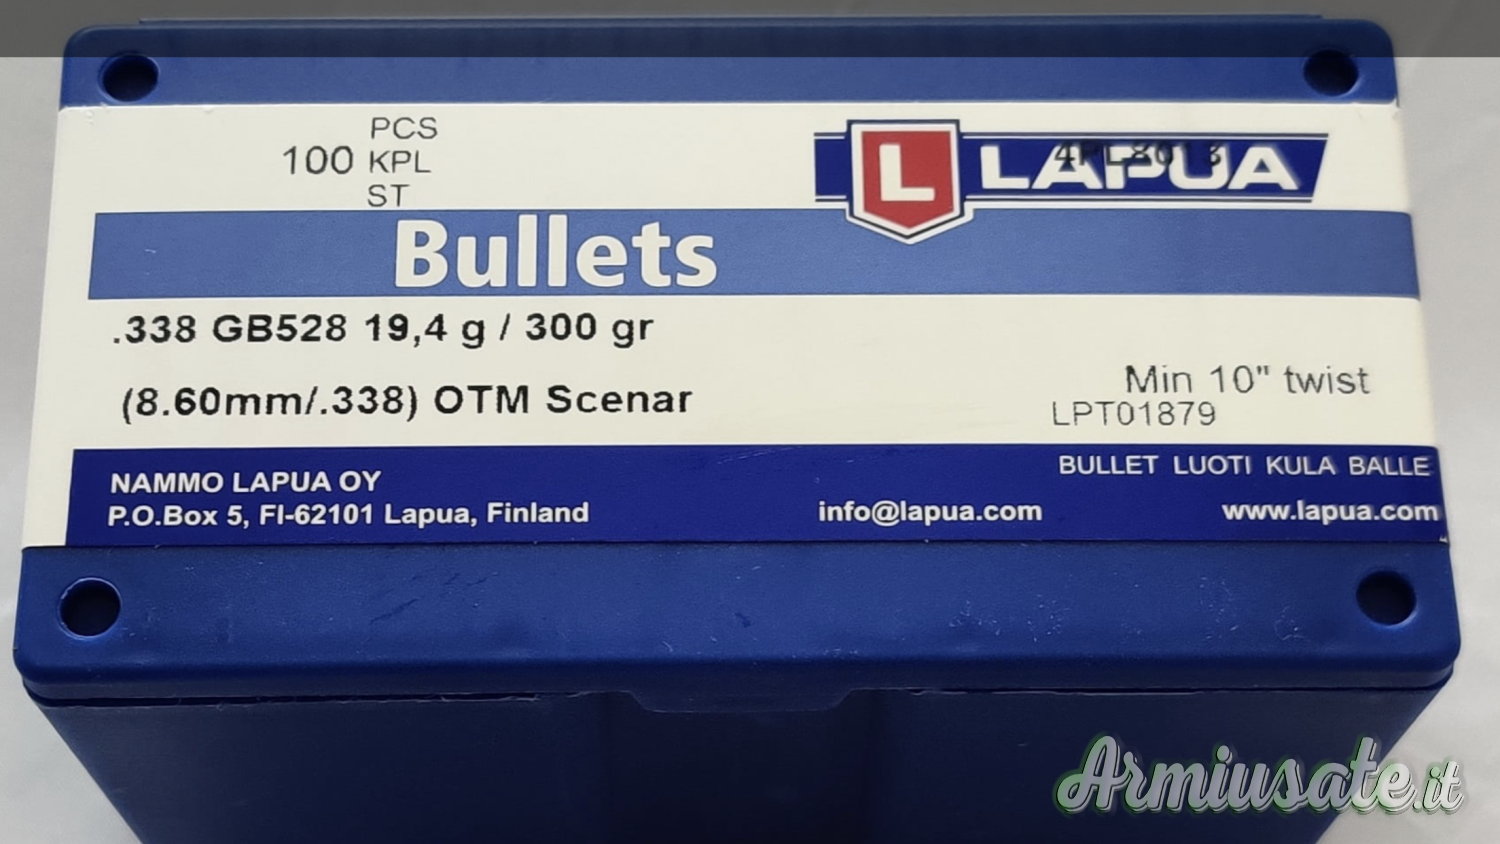 PCS
100 KPL
ST
L LAPUA
4PL8013
Bullets
.338 GB528 19,4 g / 300 gr
(8.60mm/.338) OTM Scenar
Min 10" twist
LPT01879
BULLET LUOTI KULA BALLE
NAMMO LAPUA OY
P.O.Box 5, FI-62101 Lapua, Finland
info@lapua.com
www.lapua.com
Armiusate.it